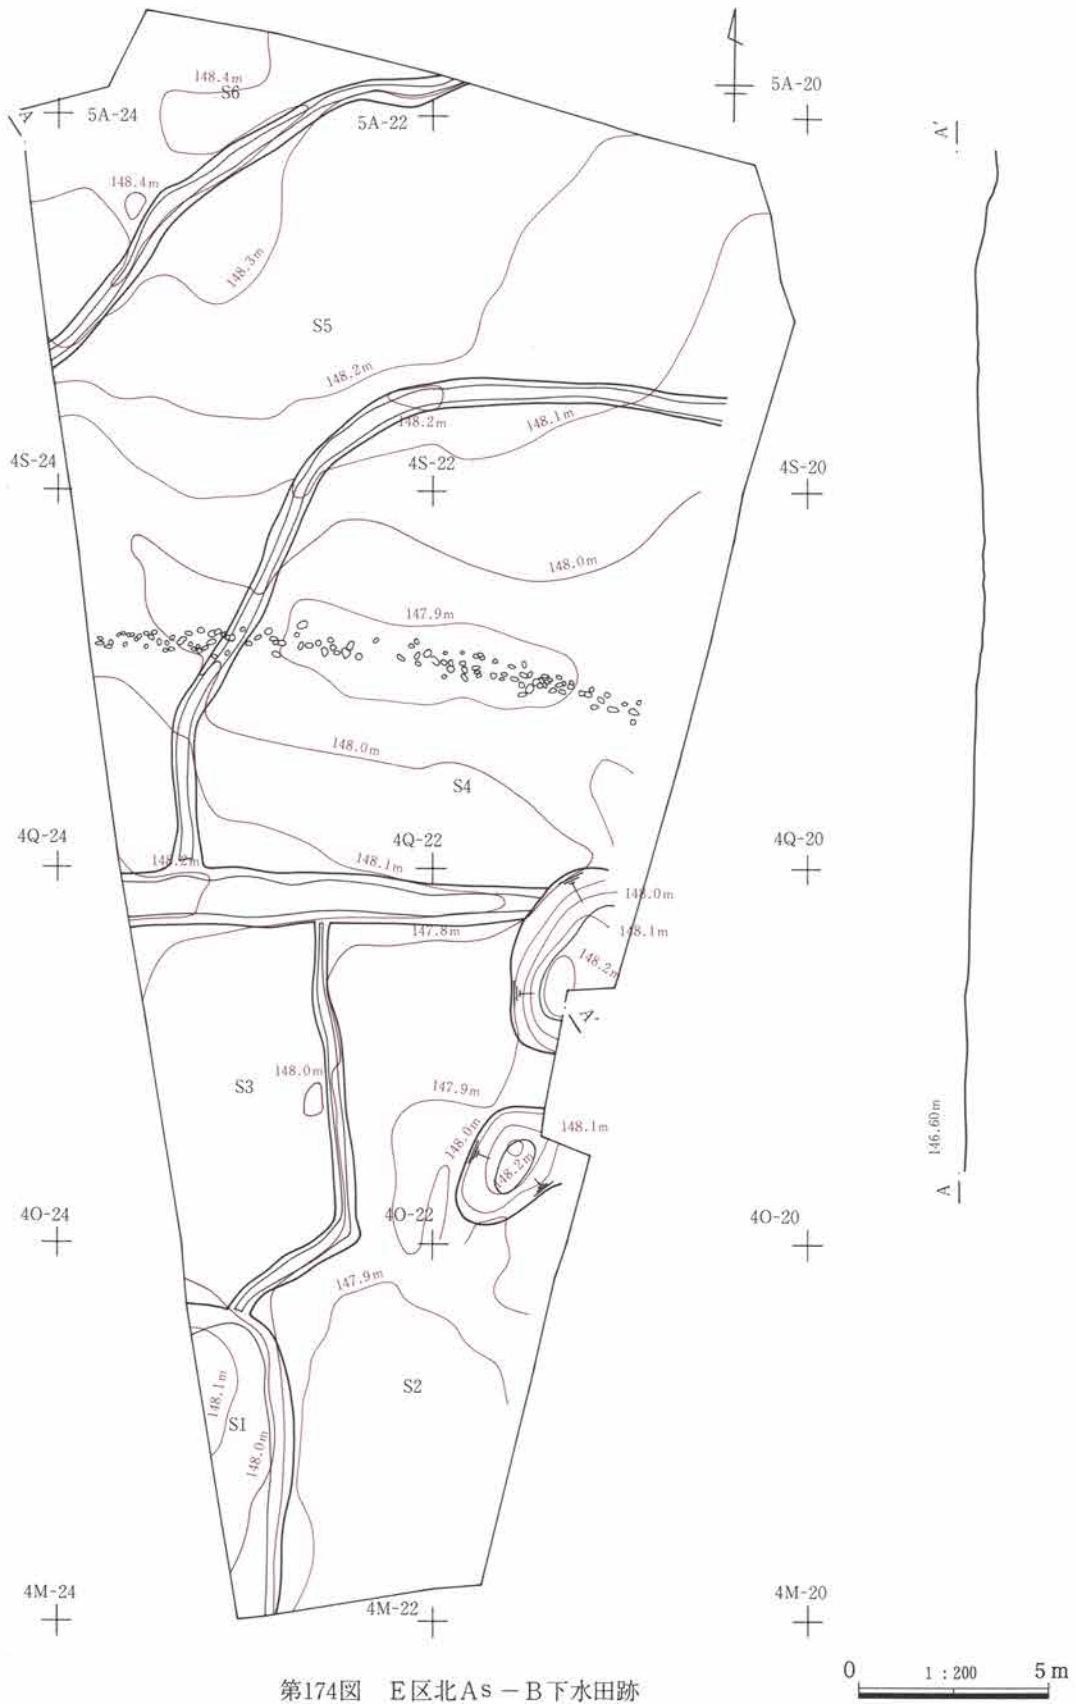 148.4m
S6
5A-24
5A-22
5A-20
A
A'
148.4m
148.3m
S5
148.2m
148.2m
148.1m
4S-24
4S-22
4S-20
148.0m
147.9m
148.0m
S4
4Q-24
4Q-22
4Q-20
148.2m
148.1m
148.0m
147.8m
148.1m
148.2m
A'
S3
148.0m
147.9m
148.0m
148.1m
148.2m
146.60m
A
4O-24
4O-22
4O-20
147.9m
S2
148.1m
S1
148.0m
4M-24
4M-22
4M-20
0 1:200 5m
第174図 E区北As-B下水田跡